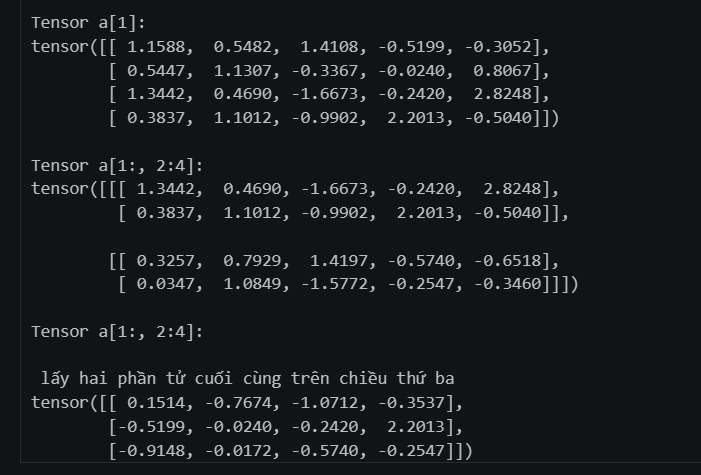 Tensor a[1]:
tensor([[ 1.1588,  0.5482,  1.4108, -0.5199, -0.3052],
        [ 0.5447,  1.1307, -0.3367, -0.0240,  0.8067],
        [ 1.3442,  0.4690, -1.6673, -0.2420,  2.8248],
        [ 0.3837,  1.1012, -0.9902,  2.2013, -0.5040]])
Tensor a[1:, 2:4]:
tensor([[[ 1.3442,  0.4690, -1.6673, -0.2420,  2.8248],
         [ 0.3837,  1.1012, -0.9902,  2.2013, -0.5040]],
        [[ 0.3257,  0.7929,  1.4197, -0.5740, -0.6518],
         [ 0.0347,  1.0849, -1.5772, -0.2547, -0.3460]]])
Tensor a[1:, 2:4]:
 lấy hai phần tử cuối cùng trên chiều thứ ba
tensor([[ 0.1514, -0.7674, -1.0712, -0.3537],
        [-0.5199, -0.0240, -0.2420,  2.2013],
        [-0.9148, -0.0172, -0.5740, -0.2547]])